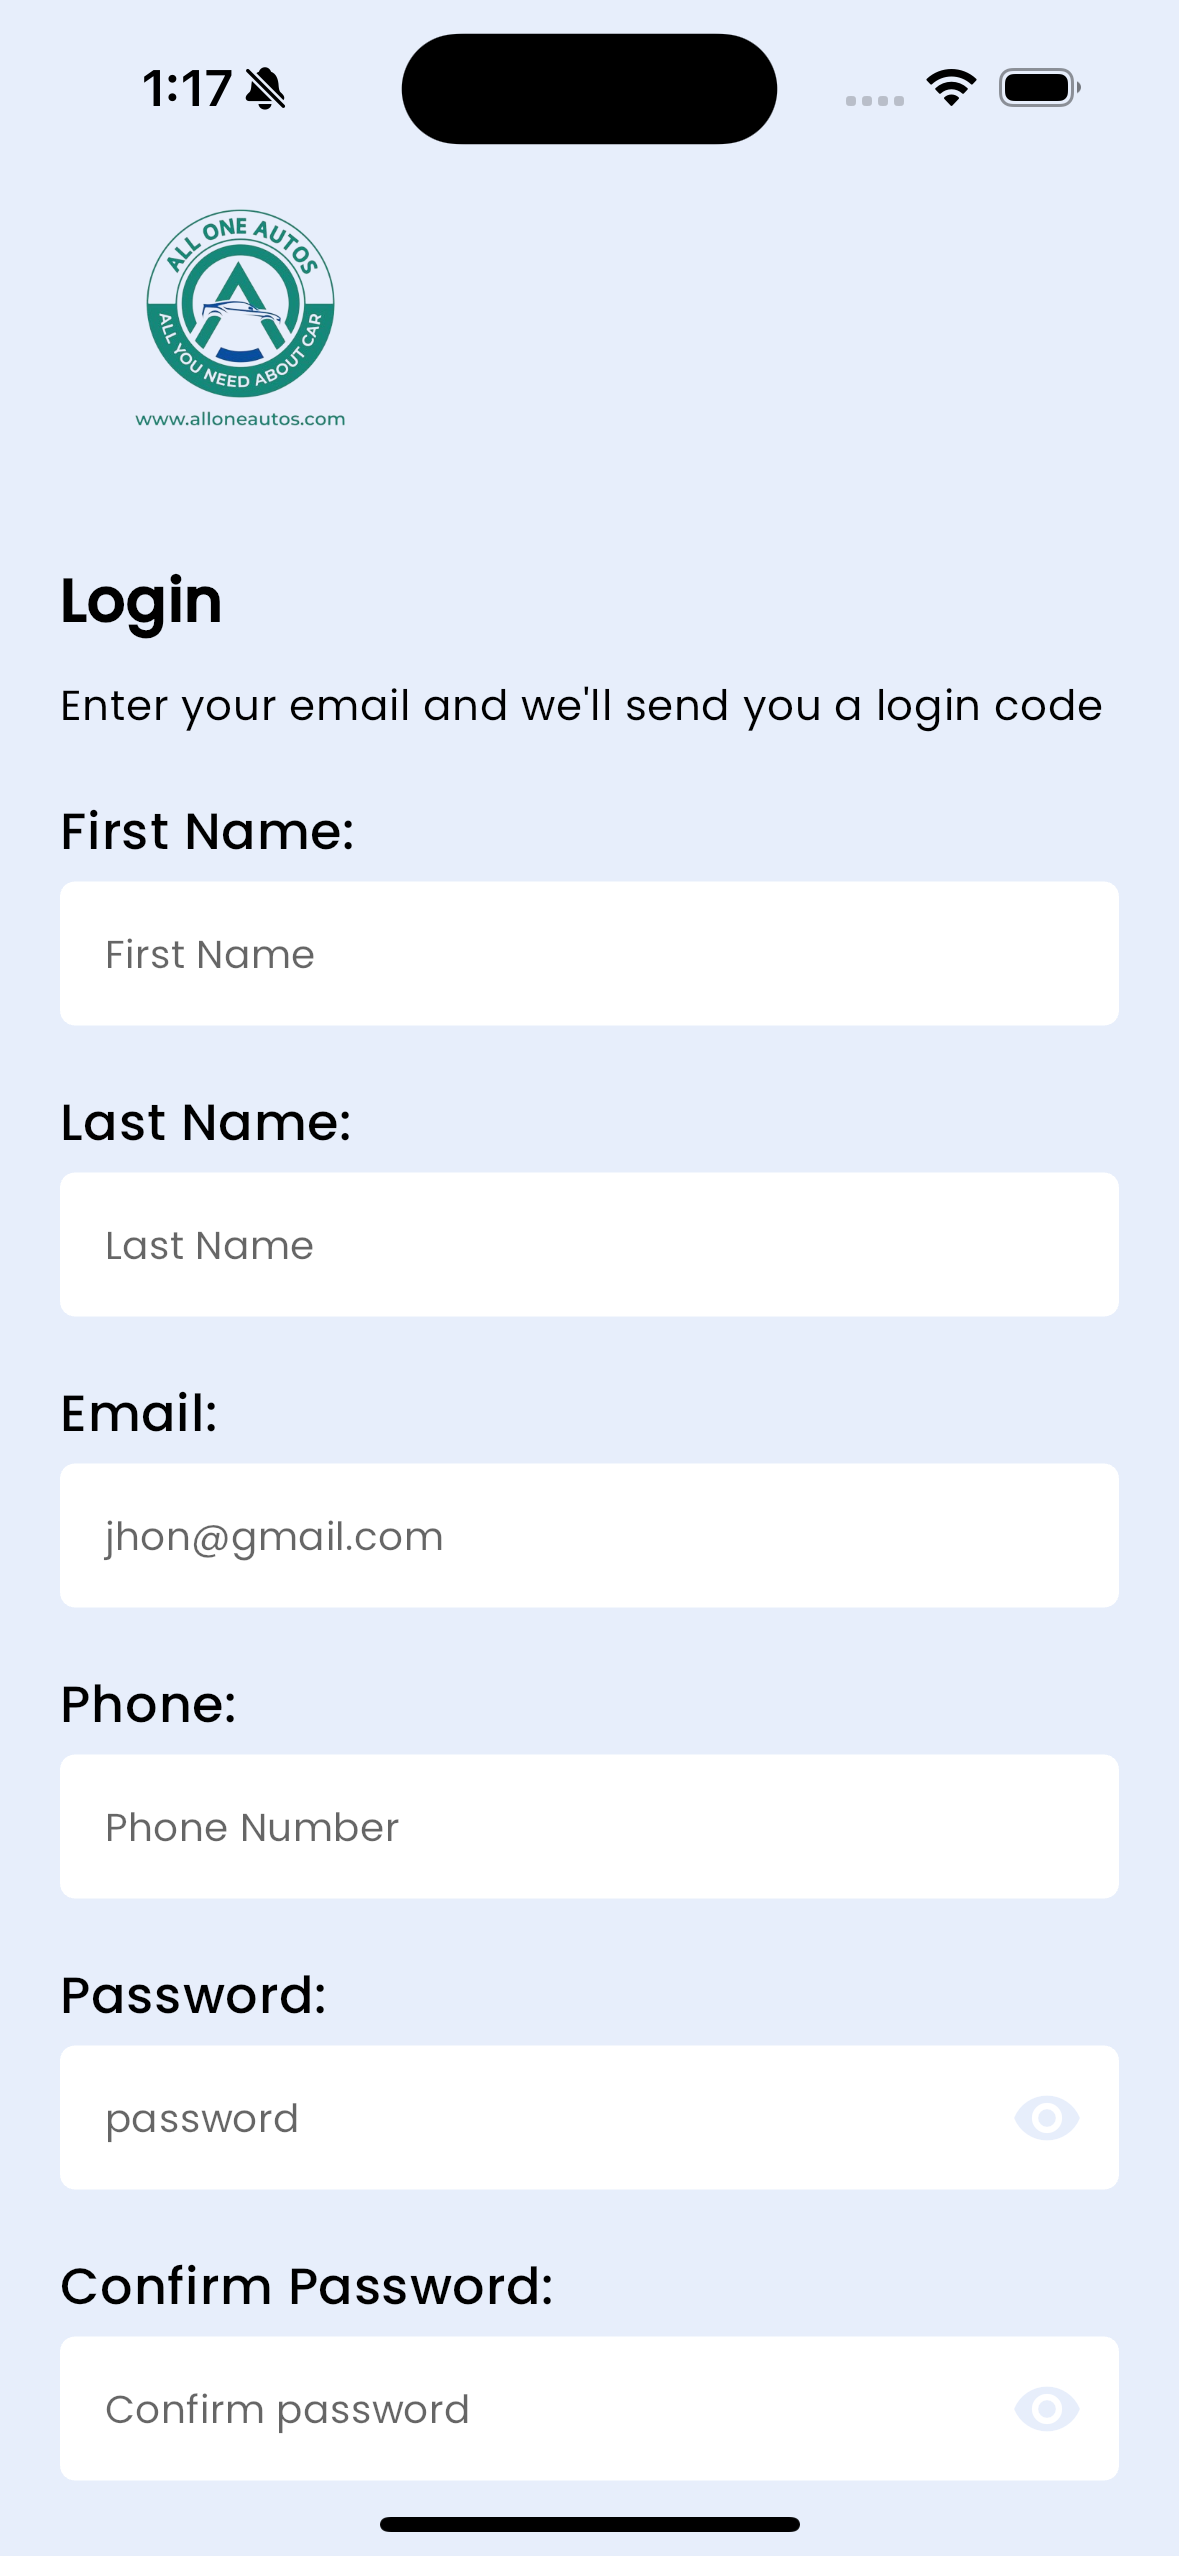 1:17
ALL ONE AUTOS
ALL YOU NEED ABOUT CAR
www.alloneautos.com
Login
Enter your email and we'll send you a login code
First Name:
First Name
Last Name:
Last Name
Email:
jhon@gmail.com
Phone:
Phone Number
Password:
password
Confirm Password:
Confirm password